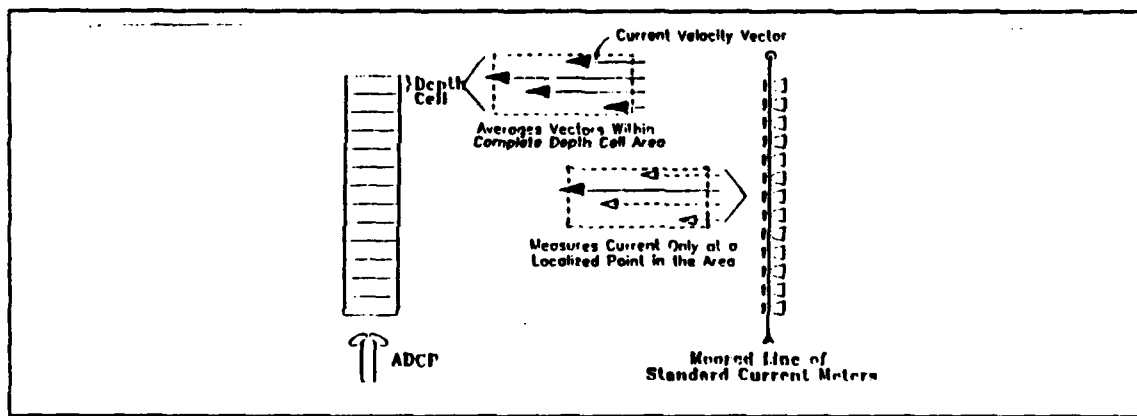 Current Velocity Vector
Depth
Cell
Averages Vectors Within
Complete Depth Cell Area
Measures Current Only at a
Localized Point in the Area
ADCP
Moored Line of
Standard Current Meters